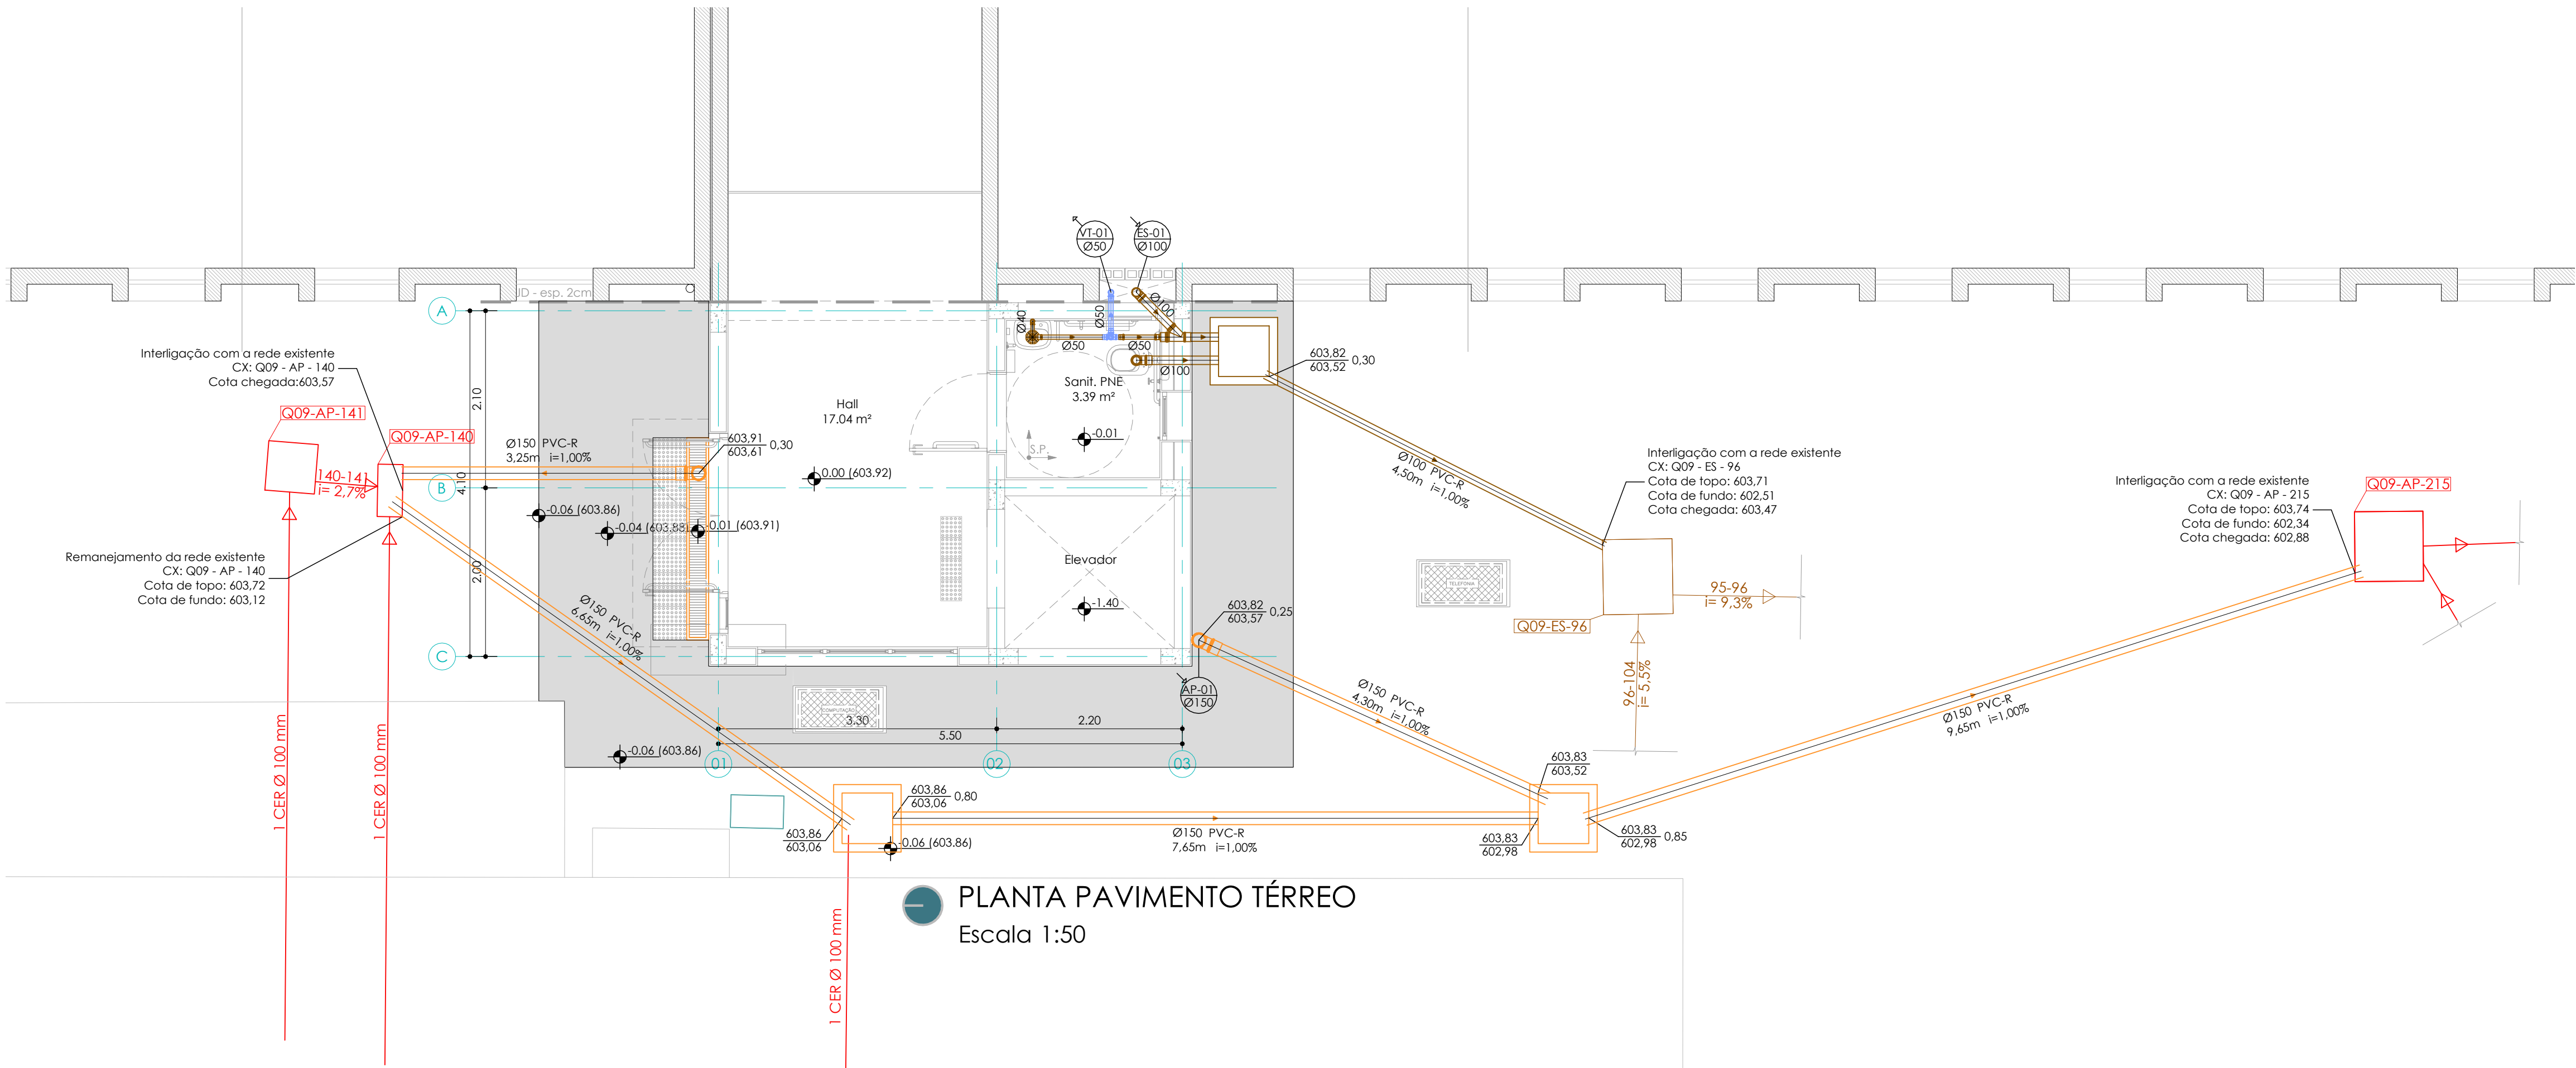 VT-01
Ø50
ES-01
Ø100
JD - esp. 2cm
A
Ø40
Ø50
Ø100
Ø50
Ø50
Ø100
603,82
603,52
0,30
Interligação com a rede existente
CX: Q09 - AP - 140
Cota chegada:603,57
2.10
Sanit. PNE
3.39 m²
Hall
17.04 m²
Q09-AP-141
Q09-AP-140
Ø150 PVC-R
3,25m i=1,00%
603,91
603,61
0,30
-0.01
S.P.
140-141
i= 2,7%
B
4.10
0.00 (603.92)
Ø100 PVC-R
4,50m i=1,00%
Interligação com a rede existente
CX: Q09 - ES - 96
Cota de topo: 603,71
Cota de fundo: 602,51
Cota chegada: 603,47
Interligação com a rede existente
CX: Q09 - AP - 215
Cota de topo: 603,74
Cota de fundo: 602,34
Cota chegada: 602,88
Q09-AP-215
-0.06 (603.86)
-0.04 (603.88)
-0.01 (603.91)
Remanejamento da rede existente
CX: Q09 - AP - 140
Cota de topo: 603,72
Cota de fundo: 603,12
2.00
Elevador
-1.40
TELEFONIA
95-96
i= 9,3%
Q09-ES-96
96-104
i= 5,5%
Ø150 PVC-R
6,65m i=1,00%
603,82
603,57
0,25
C
AP-01
Ø150
Ø150 PVC-R
4,30m i=1,00%
Ø150 PVC-R
9,65m i=1,00%
COMPUTAÇÃO
3.30
2.20
5.50
-0.06 (603.86)
01
02
03
1 CER Ø 100 mm
1 CER Ø 100 mm
603,83
603,52
603,86
603,06
0,80
603,86
603,06
-0.06 (603.86)
Ø150 PVC-R
7,65m i=1,00%
603,83
602,98
603,83
602,98
0,85
1 CER Ø 100 mm
PLANTA PAVIMENTO TÉRREO
Escala 1:50